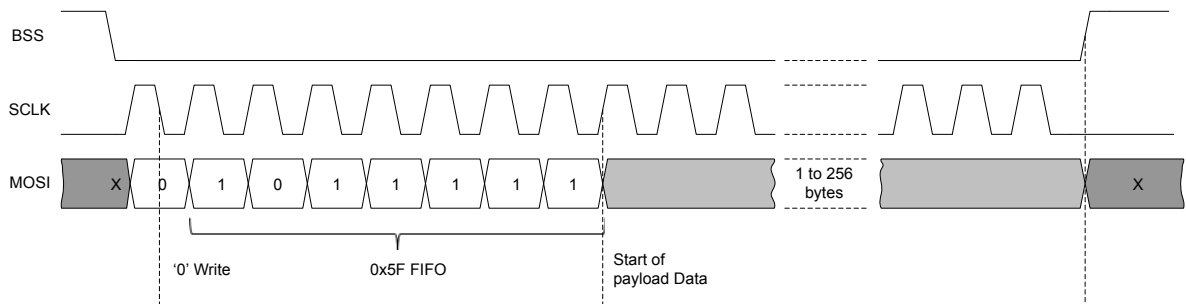 BSS
SCLK
MOSI
X 0 1 0 1 1 1 1 1
1 to 256
bytes
X
‘0’ Write
0x5F FIFO
Start of
payload Data